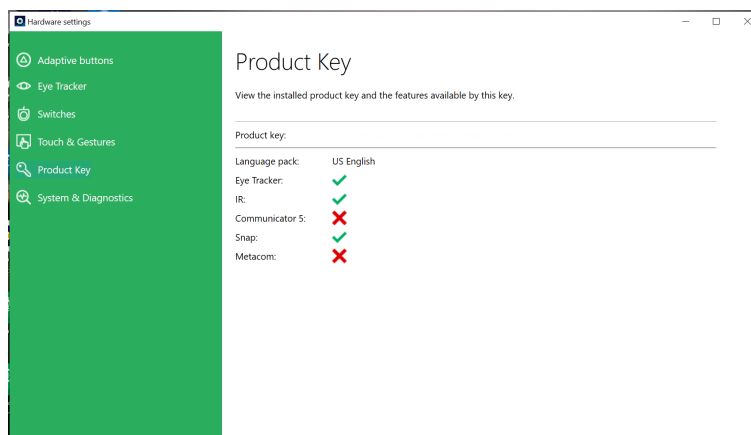 Hardware settings
Adaptive buttons
Eye Tracker
Switches
Touch & Gestures
Product Key
System & Diagnostics
Product Key
View the installed product key and the features available by this key.
Product key:
Language pack: US English
Eye Tracker:
IR:
Communicator 5:
Snap:
Metacom: